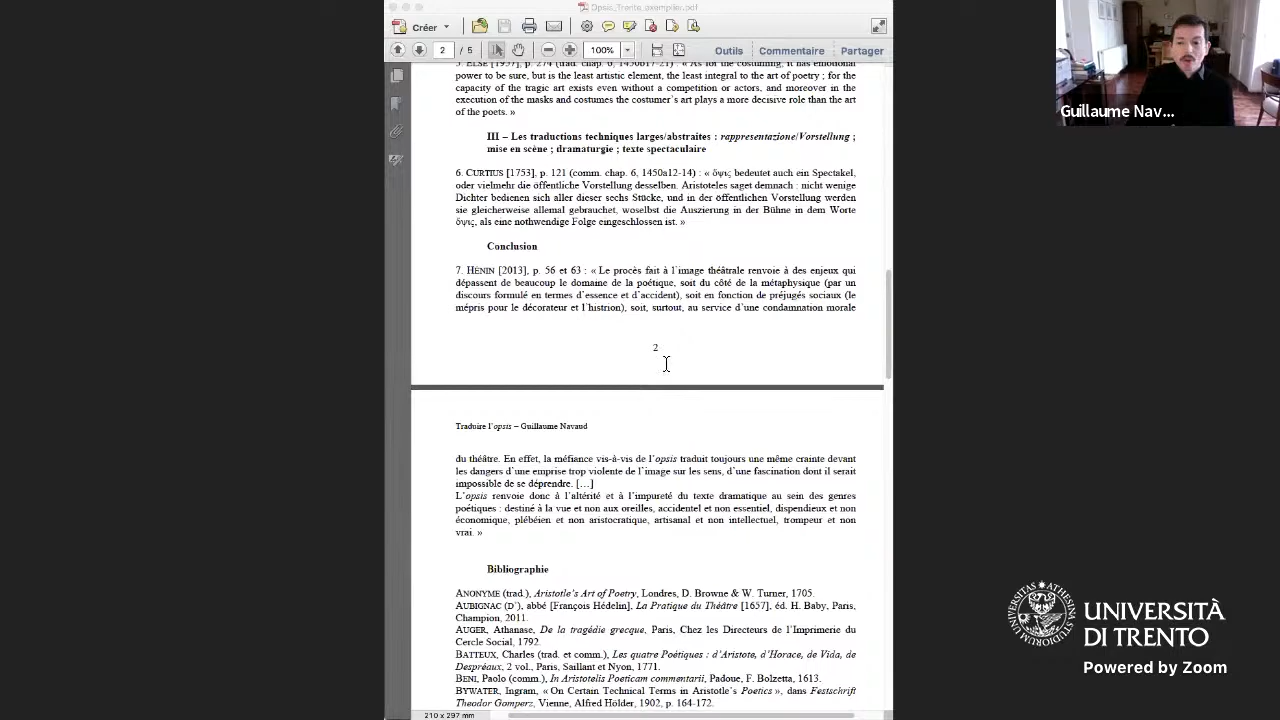 Opsis_Trente_exemplier.pdf
Créer
2 / 5
100%
Outils
Commentaire
Partager
5. ELSE [1957], p. 274 (trad. chap. 6, 1450b17-21) : « As for the costuming, it has emotional
power to be sure, but is the least artistic element, the least integral to the art of poetry ; for the
capacity of the tragic art exists even without a competition or actors, and moreover in the
execution of the masks and costumes the costumer's art plays a more decisive role than the art
of the poets. »
III – Les traductions techniques larges/abstraites : rappresentazione/Vorstellung ;
mise en scène ; dramaturgie ; texte spectaculaire
6. CURTIUS [1753], p. 121 (comm. chap. 6, 1450a12-14) : « ὄψις bedeutet auch ein Spectakel,
oder vielmehr die öffentliche Vorstellung desselben. Aristoteles saget demnach : nicht wenige
Dichter bedienen sich aller dieser sechs Stücke, und in der öffentlichen Vorstellung werden
sie gleicherweise allemal gebrauchet, woselbst die Auszierung in der Bühne in dem Worte
ὄψις, als eine nothwendige Folge eingeschlossen ist. »
Conclusion
7. HÉNIN [2013], p. 56 et 63 : « Le procès fait à l'image théâtrale renvoie à des enjeux qui
dépassent de beaucoup le domaine de la poétique, soit du côté de la métaphysique (par un
discours formulé en termes d'essence et d'accident), soit en fonction de préjugés sociaux (le
mépris pour le décorateur et l'histrion), soit, surtout, au service d'une condamnation morale
2
Traduire l'opsis – Guillaume Navaud
du théâtre. En effet, la méfiance vis-à-vis de l'opsis traduit toujours une même crainte devant
les dangers d'une emprise trop violente de l'image sur les sens, d'une fascination dont il serait
impossible de se déprendre. […]
L'opsis renvoie donc à l'altérité et à l'impureté du texte dramatique au sein des genres
poétiques : destiné à la vue et non aux oreilles, accidentel et non essentiel, dispendieux et non
économique, plébéien et non aristocratique, artisanal et non intellectuel, trompeur et non
vrai. »
Bibliographie
ANONYME (trad.), Aristotle's Art of Poetry, Londres, D. Browne & W. Turner, 1705.
AUBIGNAC (D'), abbé [François Hédelin], La Pratique du Théâtre [1657], éd. H. Baby, Paris,
Champion, 2011.
AUGER, Athanase, De la tragédie grecque, Paris, Chez les Directeurs de l'Imprimerie du
Cercle Social, 1792.
BATTEUX, Charles (trad. et comm.), Les quatre Poétiques : d'Aristote, d'Horace, de Vida, de
Despréaux, 2 vol., Paris, Saillant et Nyon, 1771.
BENI, Paolo (comm.), In Aristotelis Poeticam commentarii, Padoue, F. Bolzetta, 1613.
BYWATER, Ingram, « On Certain Technical Terms in Aristotle's Poetics », dans Festschrift
Theodor Gomperz, Vienne, Alfred Hölder, 1902, p. 164-172.
210 x 297 mm
Guillaume Nav...
UNIVERSITÀ
DI TRENTO
Powered by Zoom